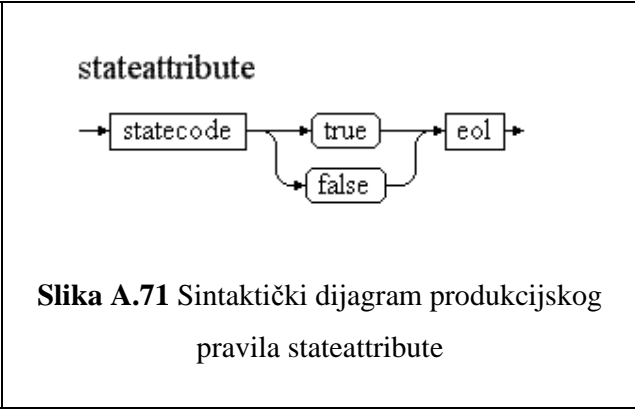 stateattribute
statecode true eol
false
Slika A.71 Sintaktički dijagram produkcijskog
pravila stateattribute